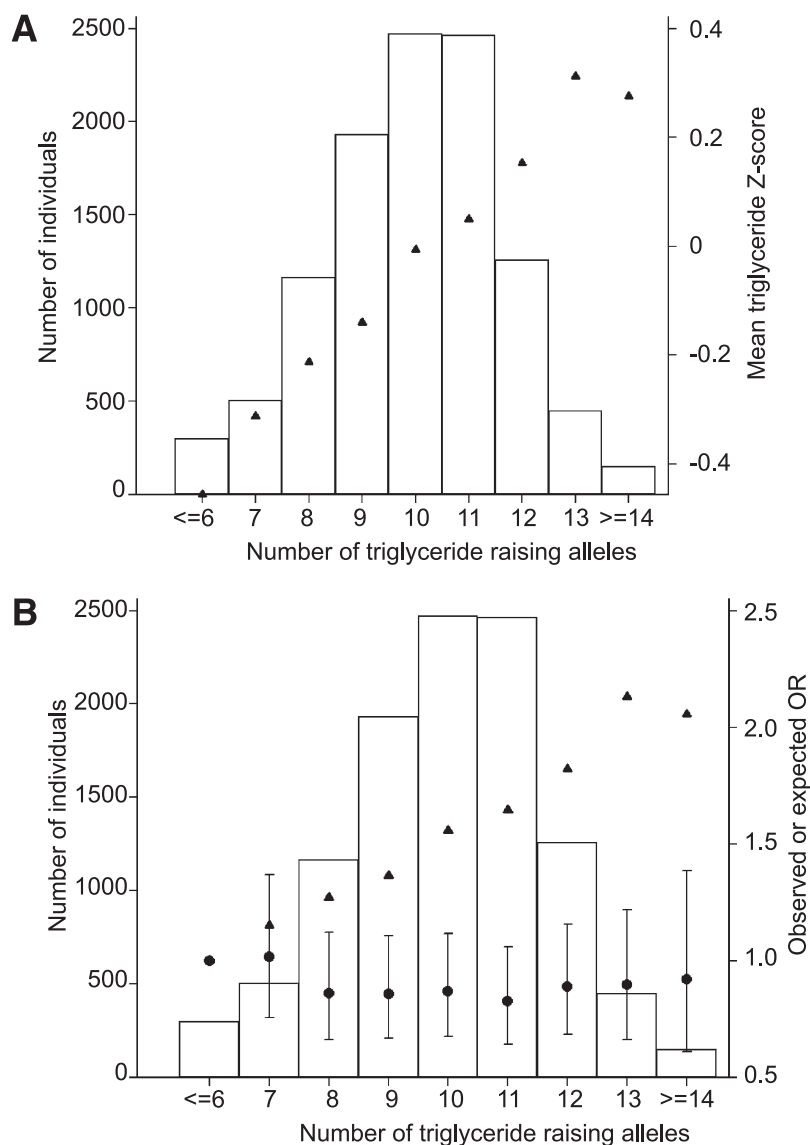 A
2500
2000
1500
1000
500
0
Number of individuals
0.4
0.2
0
-0.2
-0.4
Mean triglyceride Z-score
<=6 7 8 9 10 11 12 13 >=14
Number of triglyceride raising alleles
B
2500
2000
1500
1000
500
0
Number of individuals
2.5
2.0
1.5
1.0
0.5
Observed or expected OR
<=6 7 8 9 10 11 12 13 >=14
Number of triglyceride raising alleles